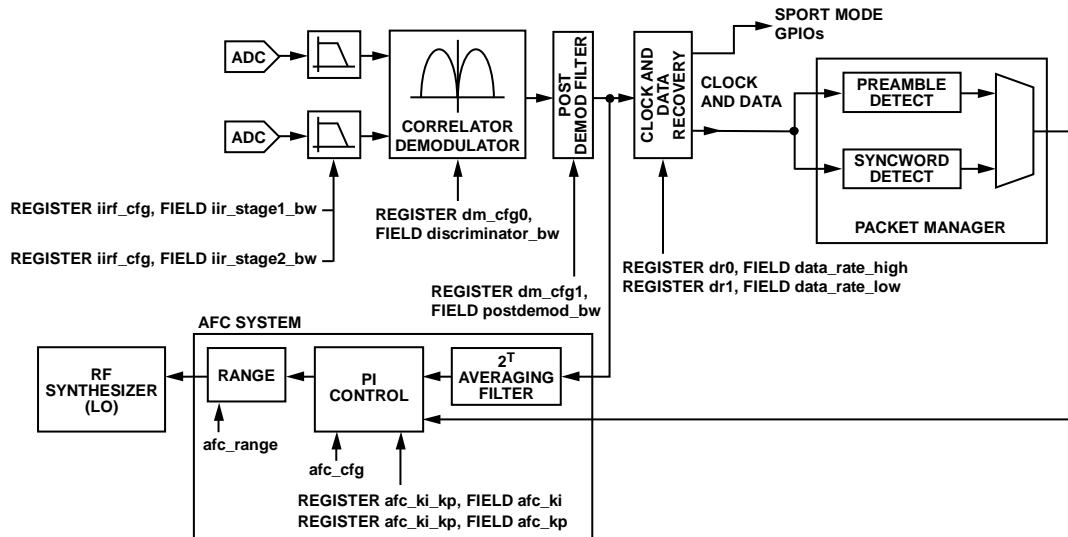 SPORT MODE
GPIOs
ADC
ADC
CORRELATOR
DEMODULATOR
POST
DEMOD FILTER
CLOCK AND
DATA
RECOVERY
CLOCK
AND DATA
PREAMBLE
DETECT
SYNCWORD
DETECT
PACKET MANAGER
REGISTER iirf_cfg, FIELD iir_stage1_bw
REGISTER iirf_cfg, FIELD iir_stage2_bw
REGISTER dm_cfg0,
FIELD discriminator_bw
REGISTER dm_cfg1,
FIELD postdemod_bw
REGISTER dr0, FIELD data_rate_high
REGISTER dr1, FIELD data_rate_low
AFC SYSTEM
RF
SYNTHESIZER
(LO)
RANGE
PI
CONTROL
2T
AVERAGING
FILTER
afc_range
afc_cfg
REGISTER afc_ki_kp, FIELD afc_ki
REGISTER afc_ki_kp, FIELD afc_kp